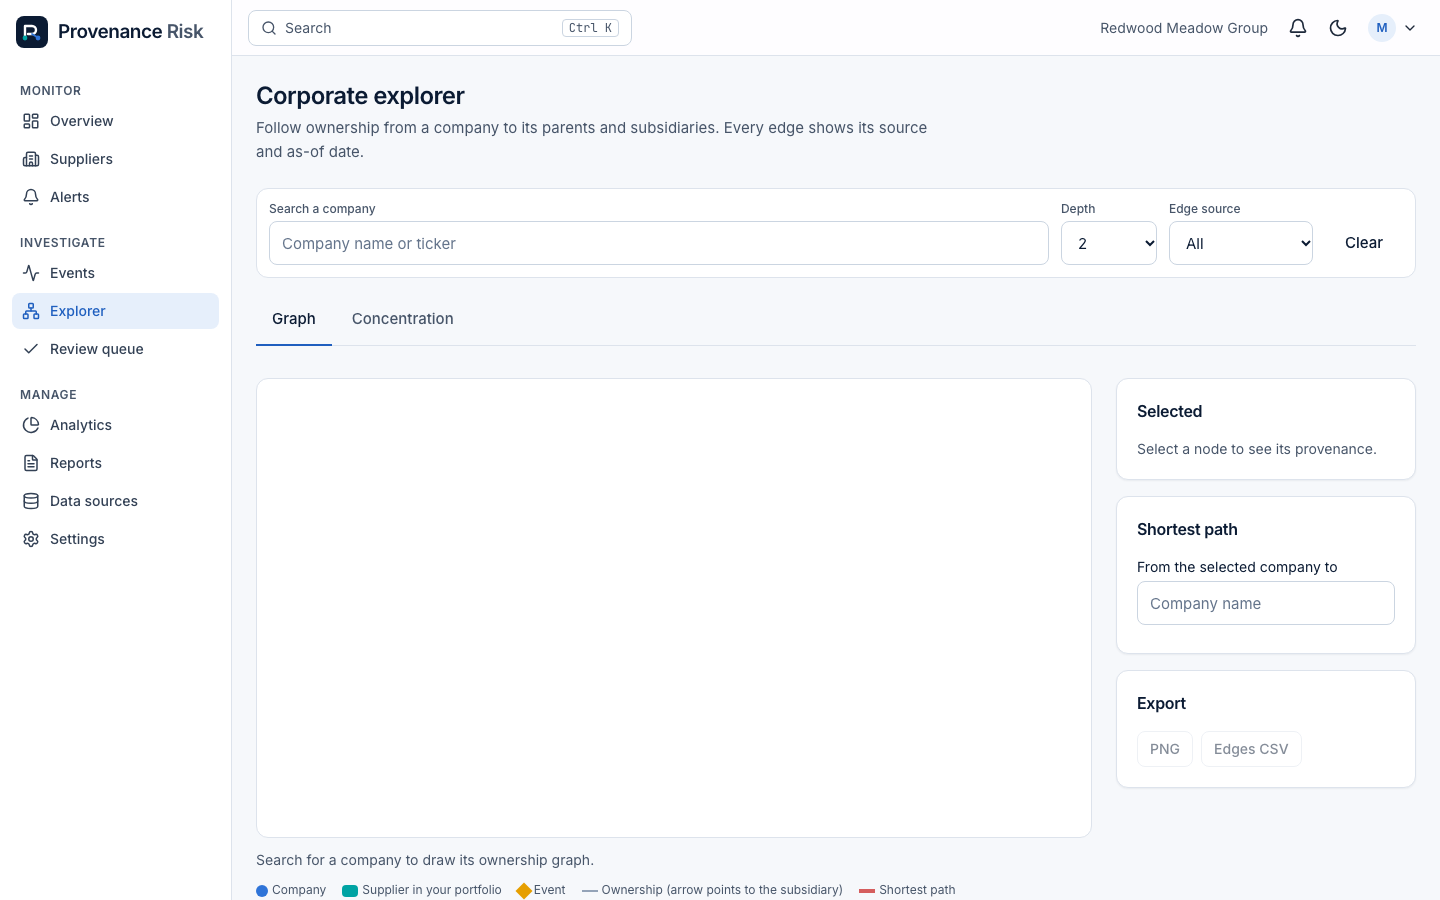 Provenance Risk
Search
Ctrl K
Redwood Meadow Group
M
MONITOR
Overview
Suppliers
Alerts
INVESTIGATE
Events
Explorer
Review queue
MANAGE
Analytics
Reports
Data sources
Settings
Corporate explorer
Follow ownership from a company to its parents and subsidiaries. Every edge shows its source
and as-of date.
Search a company
Company name or ticker
Depth
2
Edge source
All
Clear
Graph
Concentration
Selected
Select a node to see its provenance.
Shortest path
From the selected company to
Company name
Export
PNG
Edges CSV
Search for a company to draw its ownership graph.
Company
Supplier in your portfolio
Event
Ownership (arrow points to the subsidiary)
Shortest path